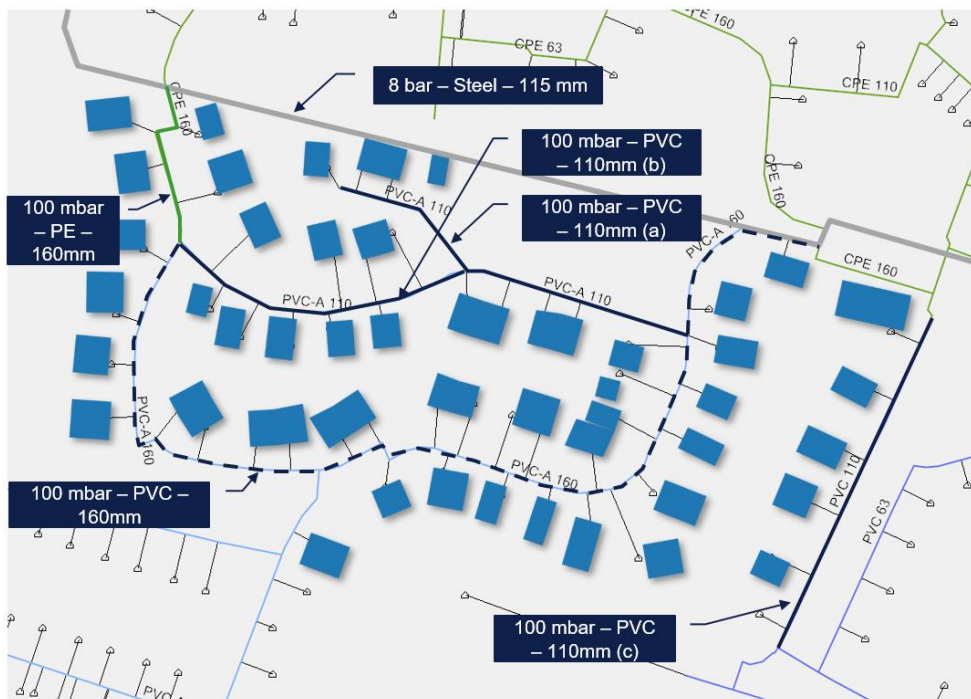 CPE 160
CPE 63
CPE 110
8 bar – Steel – 115 mm
CPE 160
100 mbar – PVC
– 110mm (b)
PVC-A 110
CPE 160
100 mbar
– PE –
160mm
100 mbar – PVC
– 110mm (a)
PVC-A 160
CPE 160
PVC-A 110
PVC-A 110
PVC-A 160
100 mbar – PVC –
160mm
PVC-A 160
PVC 110
PVC 63
100 mbar – PVC
– 110mm (c)